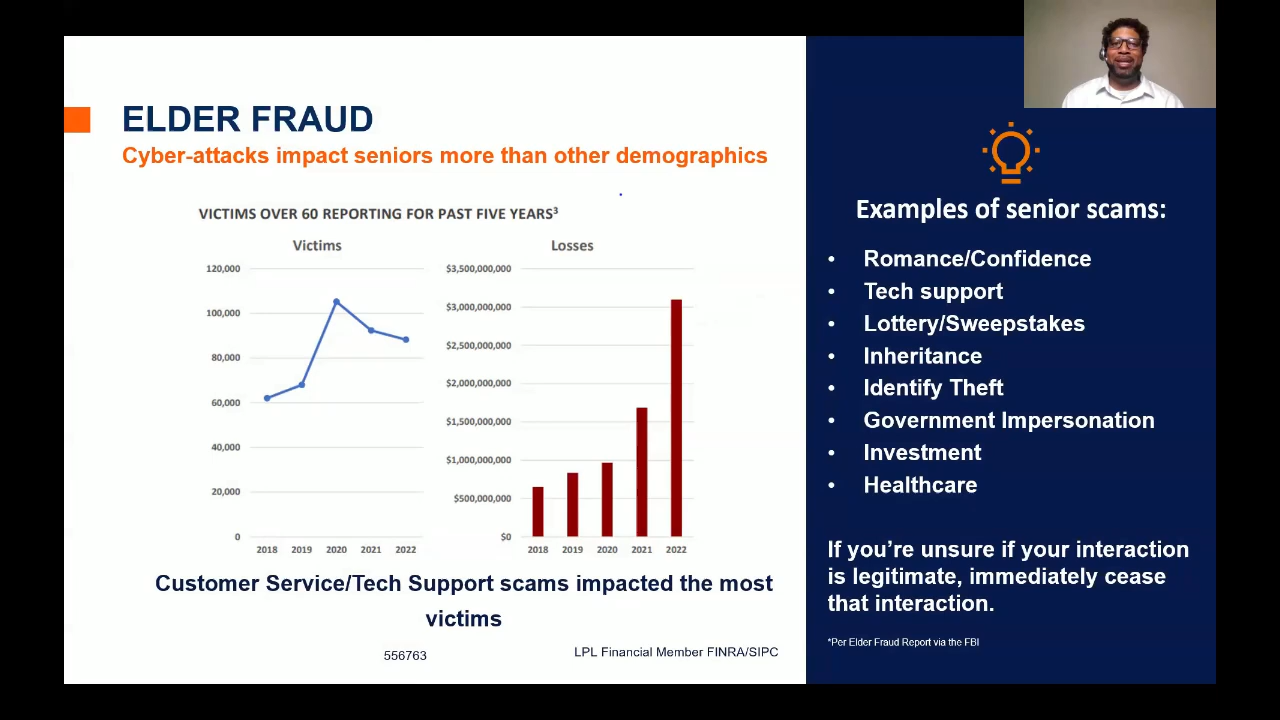 ELDER FRAUD
Cyber-attacks impact seniors more than other demographics
VICTIMS OVER 60 REPORTING FOR PAST FIVE YEARS³
Victims
120,000
100,000
80,000
60,000
40,000
20,000
0
2018 2019 2020 2021 2022
Losses
$3,500,000,000
$3,000,000,000
$2,500,000,000
$2,000,000,000
$1,500,000,000
$1,000,000,000
$500,000,000
$0
2018 2019 2020 2021 2022
Customer Service/Tech Support scams impacted the most
victims
556763
LPL Financial Member FINRA/SIPC
Examples of senior scams:
• Romance/Confidence
• Tech support
• Lottery/Sweepstakes
• Inheritance
• Identify Theft
• Government Impersonation
• Investment
• Healthcare
If you’re unsure if your interaction
is legitimate, immediately cease
that interaction.
*Per Elder Fraud Report via the FBI